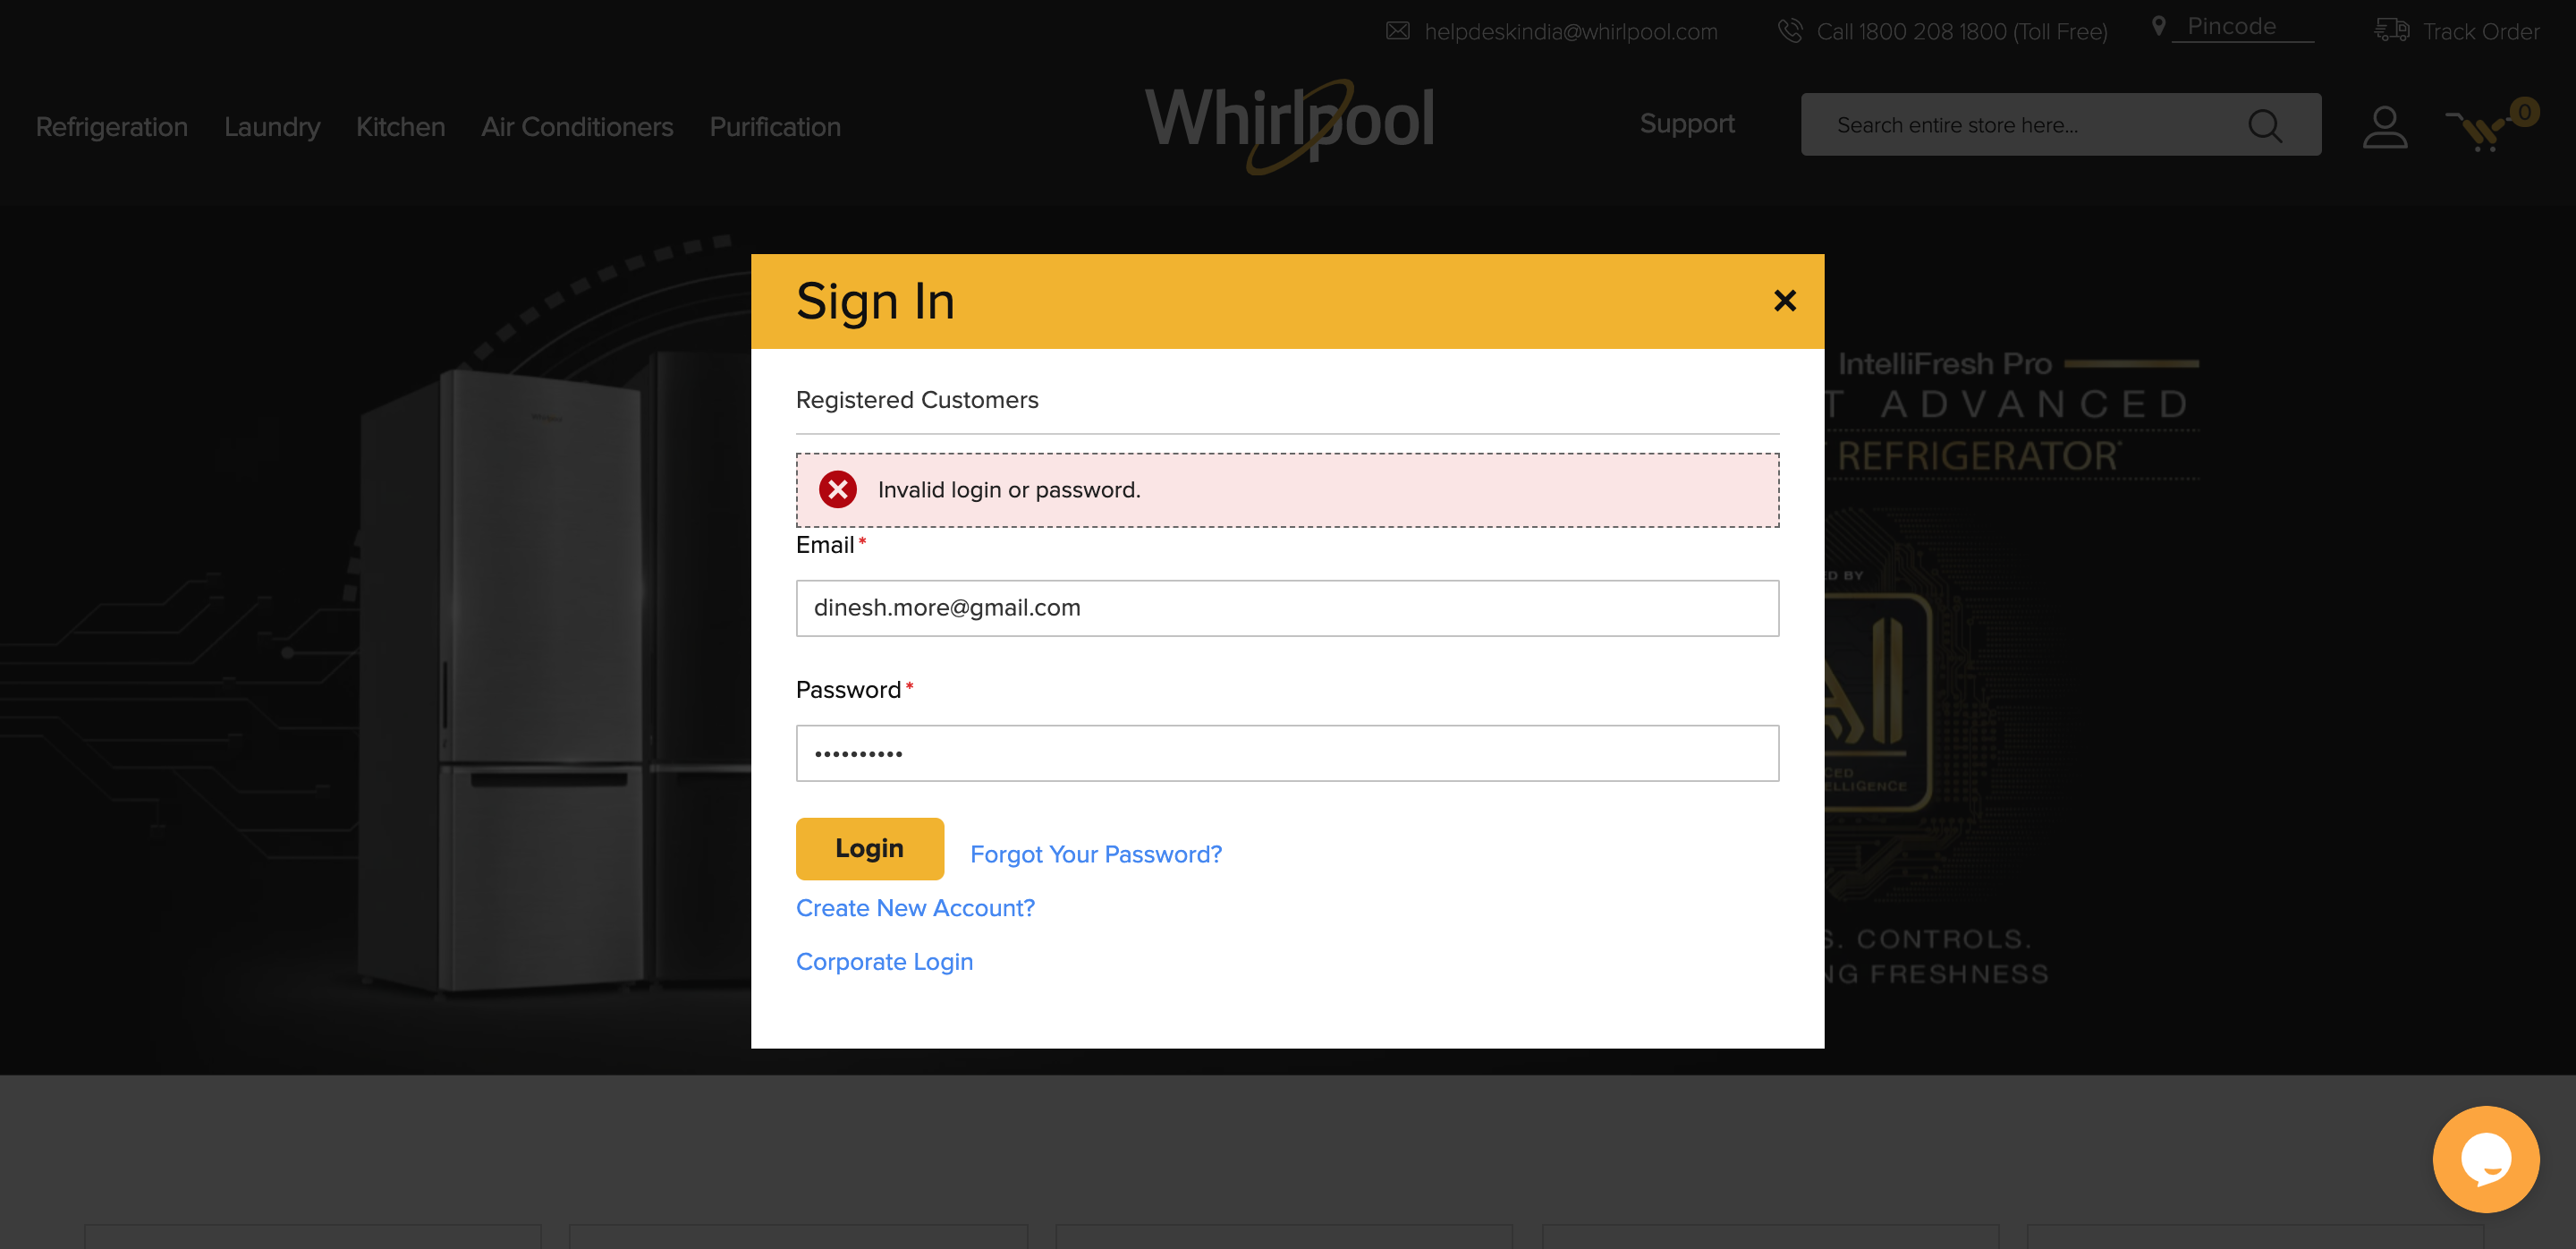 helpdeskindia@whirlpool.com Call 1800 208 1800 (Toll Free) Pincode Track Order
Refrigeration Laundry Kitchen Air Conditioners Purification Whirlpool Support Search entire store here... 0
Sign In
IntelliFresh Pro
T ADVANCED
REFRIGERATOR*
Registered Customers
Invalid login or password.
Email*
D BY
dinesh.more@gmail.com
Password*
AI
••••••••••
CED
ELLIGENCE
Login Forgot Your Password?
Create New Account?
S. CONTROLS.
Corporate Login
NG FRESHNESS